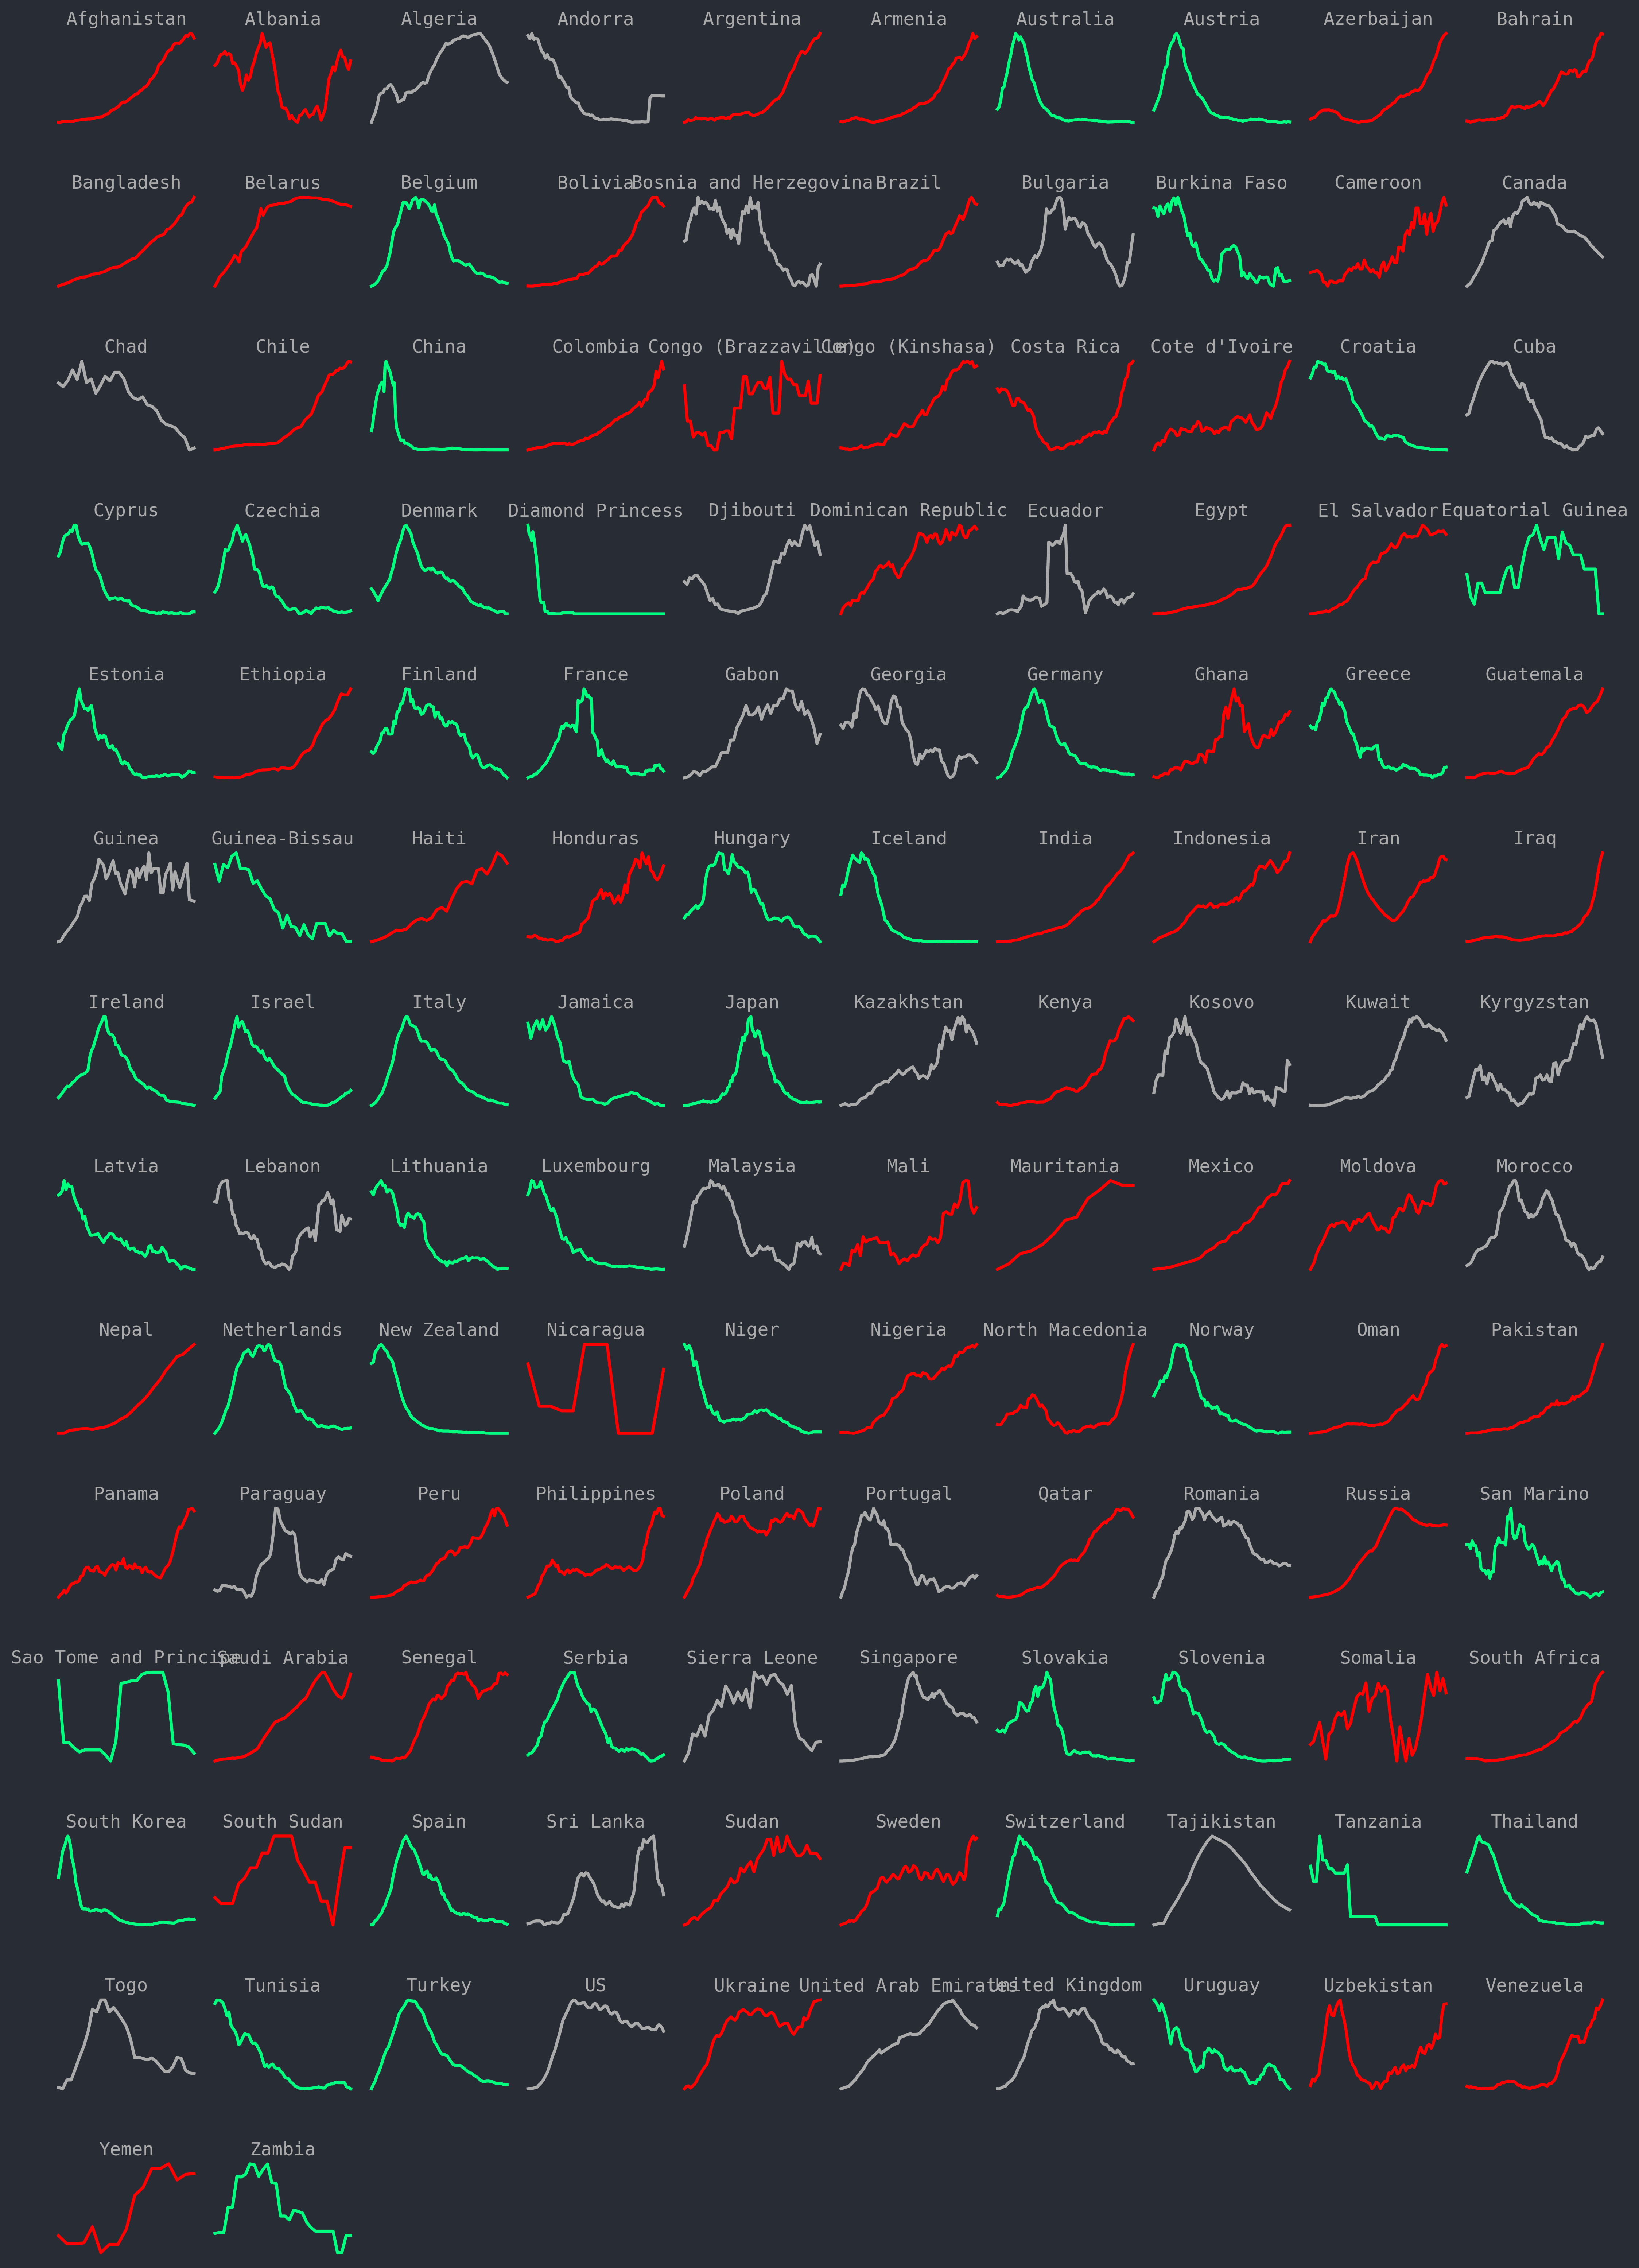 Afghanistan Albania Algeria Andorra Argentina Armenia Australia Austria Azerbaijan Bahrain
Bangladesh Belarus Belgium Bolivia Bosnia and Herzegovina Brazil Bulgaria Burkina Faso Cameroon Canada
Chad Chile China Colombia Congo (Brazzaville) Congo (Kinshasa) Costa Rica Cote d'Ivoire Croatia Cuba
Cyprus Czechia Denmark Diamond Princess Djibouti Dominican Republic Ecuador Egypt El Salvador Equatorial Guinea
Estonia Ethiopia Finland France Gabon Georgia Germany Ghana Greece Guatemala
Guinea Guinea-Bissau Haiti Honduras Hungary Iceland India Indonesia Iran Iraq
Ireland Israel Italy Jamaica Japan Kazakhstan Kenya Kosovo Kuwait Kyrgyzstan
Latvia Lebanon Lithuania Luxembourg Malaysia Mali Mauritania Mexico Moldova Morocco
Nepal Netherlands New Zealand Nicaragua Niger Nigeria North Macedonia Norway Oman Pakistan
Panama Paraguay Peru Philippines Poland Portugal Qatar Romania Russia San Marino
Sao Tome and Principe Saudi Arabia Senegal Serbia Sierra Leone Singapore Slovakia Slovenia Somalia South Africa
South Korea South Sudan Spain Sri Lanka Sudan Sweden Switzerland Tajikistan Tanzania Thailand
Togo Tunisia Turkey US Ukraine United Arab Emirates United Kingdom Uruguay Uzbekistan Venezuela
Yemen Zambia